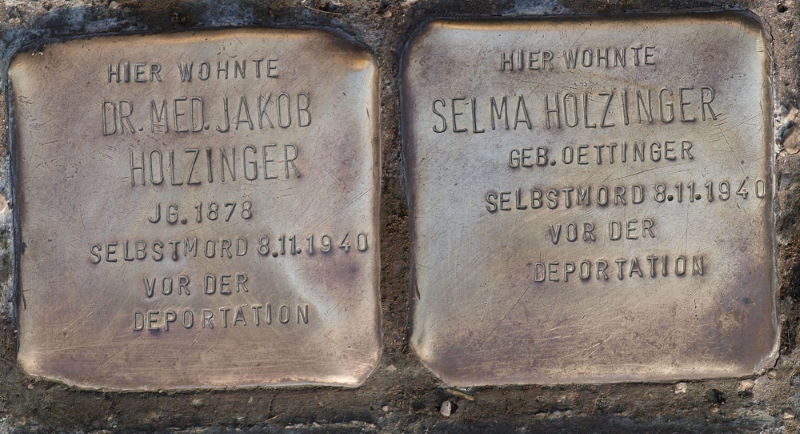 HIER WOHNTE
DR. MED. JAKOB
HOLZINGER
JG. 1878
SELBSTMORD 8.11.1940
VOR DER
DEPORTATION
HIER WOHNTE
SELMA HOLZINGER
GEB. OETTINGER
SELBSTMORD 8.11.1940
VOR DER
DEPORTATION